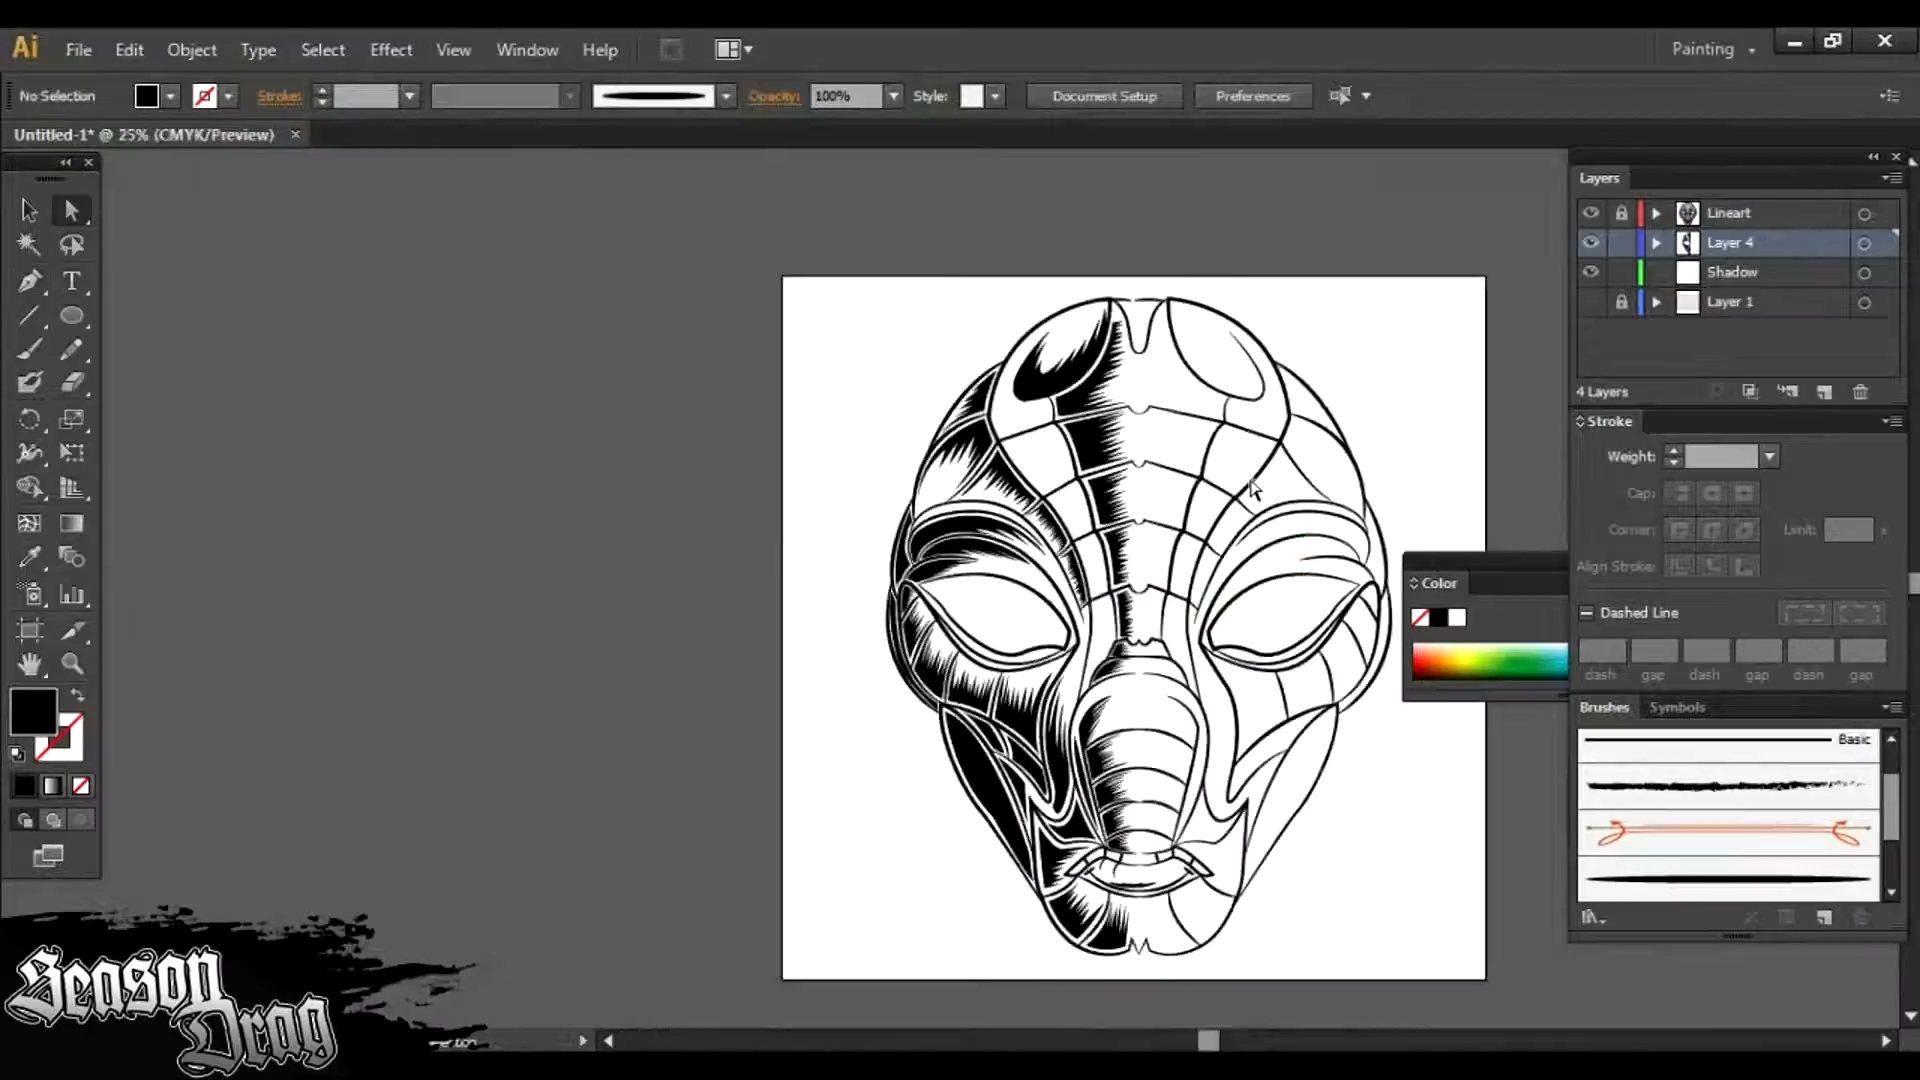 Ai File Edit Object Type Select Effect View Window Help Painting
No Selection Stroke: Opacity: 100% Style: Document Setup Preferences
Untitled-1* @ 25% (CMYK/Preview)
Layers
Lineart
Layer 4
Shadow
Layer 1
4 Layers
Stroke
Weight:
Cap:
Corner: Limit: x
Align Stroke:
Color
Dashed Line
dash gap dash gap dash gap
Brushes Symbols
Basic
Season
Drag